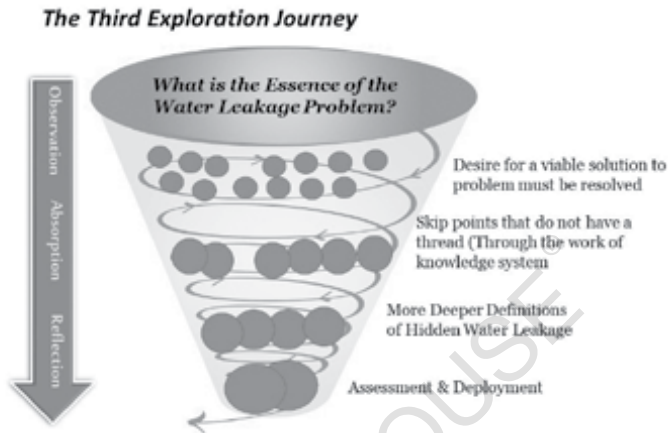 The Third Exploration Journey
What is the Essence of the
Water Leakage Problem?
Observation
Absorption
Reflection
Desire for a viable solution to
problem must be resolved
Skip points that do not have a
thread (Through the work of
knowledge system
More Deeper Definitions
of Hidden Water Leakage
Assessment & Deployment
OUSE®